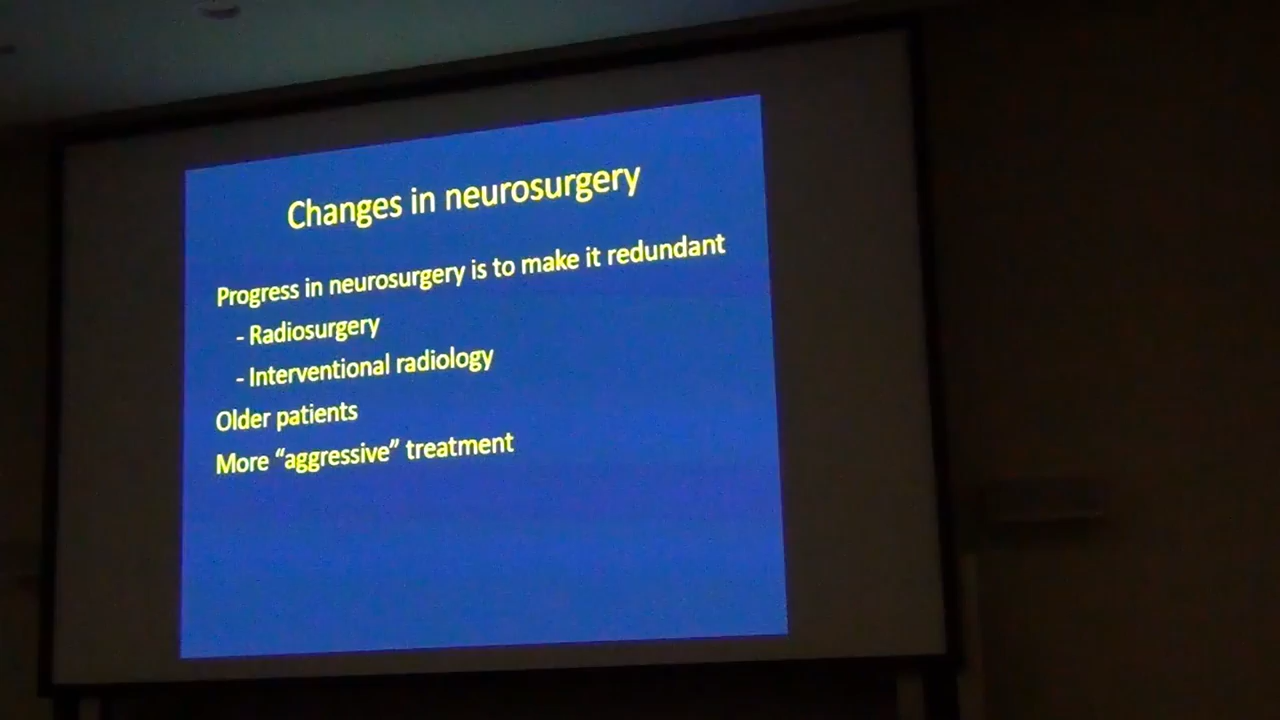 Changes in neurosurgery
Progress in neurosurgery is to make it redundant
- Radiosurgery
- Interventional radiology
Older patients
More “aggressive” treatment